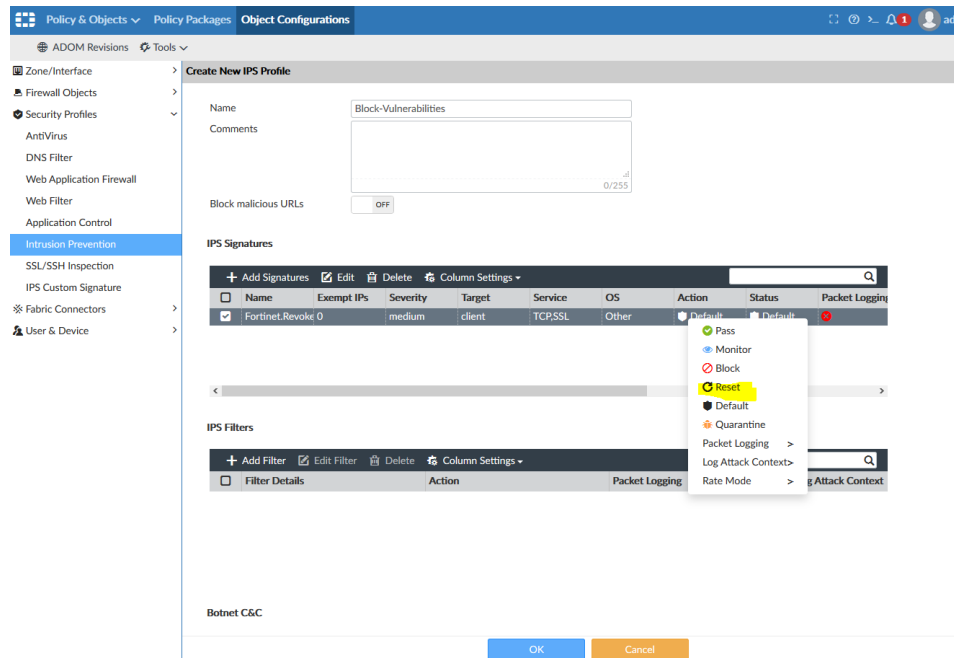 Policy & Objects Policy Packages Object Configurations 1 ad
ADOM Revisions Tools
Zone/Interface
Firewall Objects
Security Profiles
AntiVirus
DNS Filter
Web Application Firewall
Web Filter
Application Control
Intrusion Prevention
SSL/SSH Inspection
IPS Custom Signature
Fabric Connectors
User & Device
Create New IPS Profile
Name Block-Vulnerabilities
Comments
0/255
Block malicious URLs OFF
IPS Signatures
Add Signatures Edit Delete Column Settings
Name Exempt IPs Severity Target Service OS Action Status Packet Logging
Fortinet.Revoke 0 medium client TCP,SSL Other Default Default
Pass
Monitor
Block
Reset
Default
Quarantine
Packet Logging >
Log Attack Context>
Rate Mode >
IPS Filters
Add Filter Edit Filter Delete Column Settings
Filter Details Action Packet Logging g Attack Context
Botnet C&C
OK Cancel